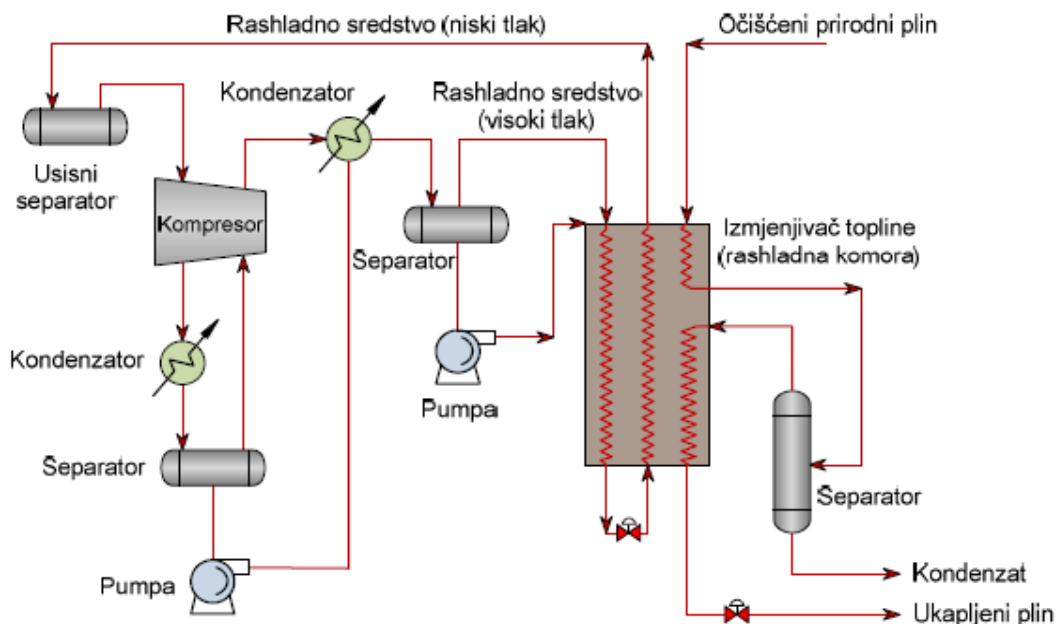 Rashladno sredstvo (niski tlak)
Očišćeni prirodni plin
Kondenzator
Rashladno sredstvo
(visoki tlak)
Usisni
separator
Kompresor
Separator
Izmjenjivač topline
(rashladna komora)
Kondenzator
Pumpa
Separator
Separator
Pumpa
Kondenzat
Ukapljeni plin